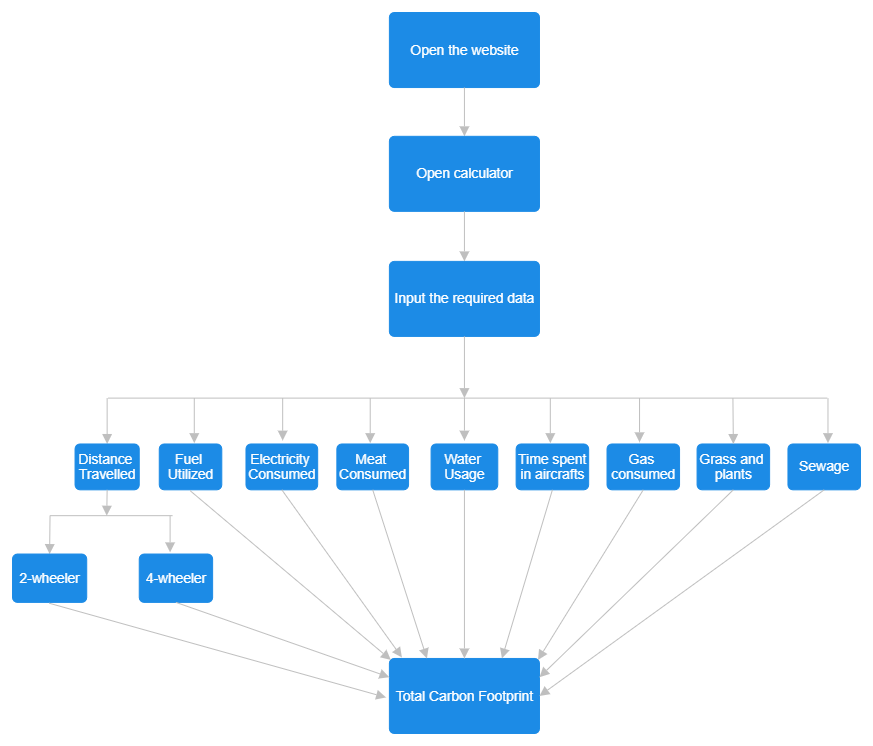 Open the website
Open calculator
Input the required data
Distance
Travelled
Fuel
Utilized
Electricity
Consumed
Meat
Consumed
Water
Usage
Time spent
in aircrafts
Gas
consumed
Grass and
plants
Sewage
2-wheeler
4-wheeler
Total Carbon Footprint